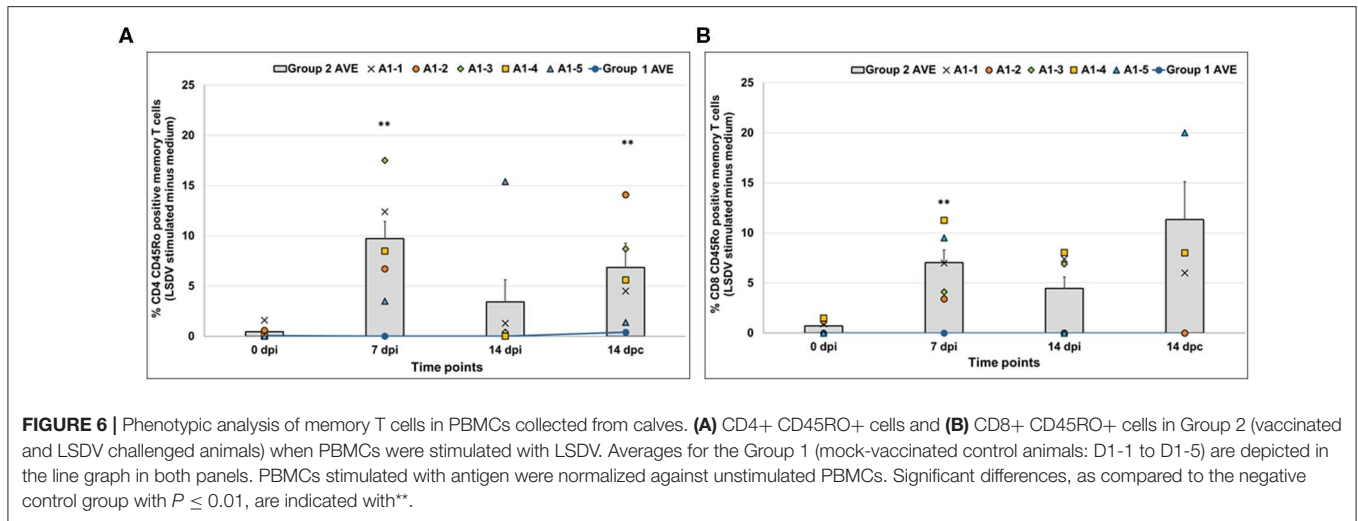 A
Group 2 AVE A1-1 A1-2 A1-3 A1-4 A1-5 Group 1 AVE
% CD4 CD45Ro positive memory T cells
(LSDV stimulated minus medium)
25
20
15
10
5
0
**
**
0 dpi 7 dpi 14 dpi 14 dpc
Time points
B
Group 2 AVE A1-1 A1-2 A1-3 A1-4 A1-5 Group 1 AVE
% CD8 CD45Ro positive memory T cells
(LSDV stimulated minus medium)
25
20
15
10
5
0
**
0 dpi 7 dpi 14 dpi 14 dpc
Time points
FIGURE 6 | Phenotypic analysis of memory T cells in PBMCs collected from calves. (A) CD4+ CD45RO+ cells and (B) CD8+ CD45RO+ cells in Group 2 (vaccinated
and LSDV challenged animals) when PBMCs were stimulated with LSDV. Averages for the Group 1 (mock-vaccinated control animals: D1-1 to D1-5) are depicted in
the line graph in both panels. PBMCs stimulated with antigen were normalized against unstimulated PBMCs. Significant differences, as compared to the negative
control group with P ≤ 0.01, are indicated with**.